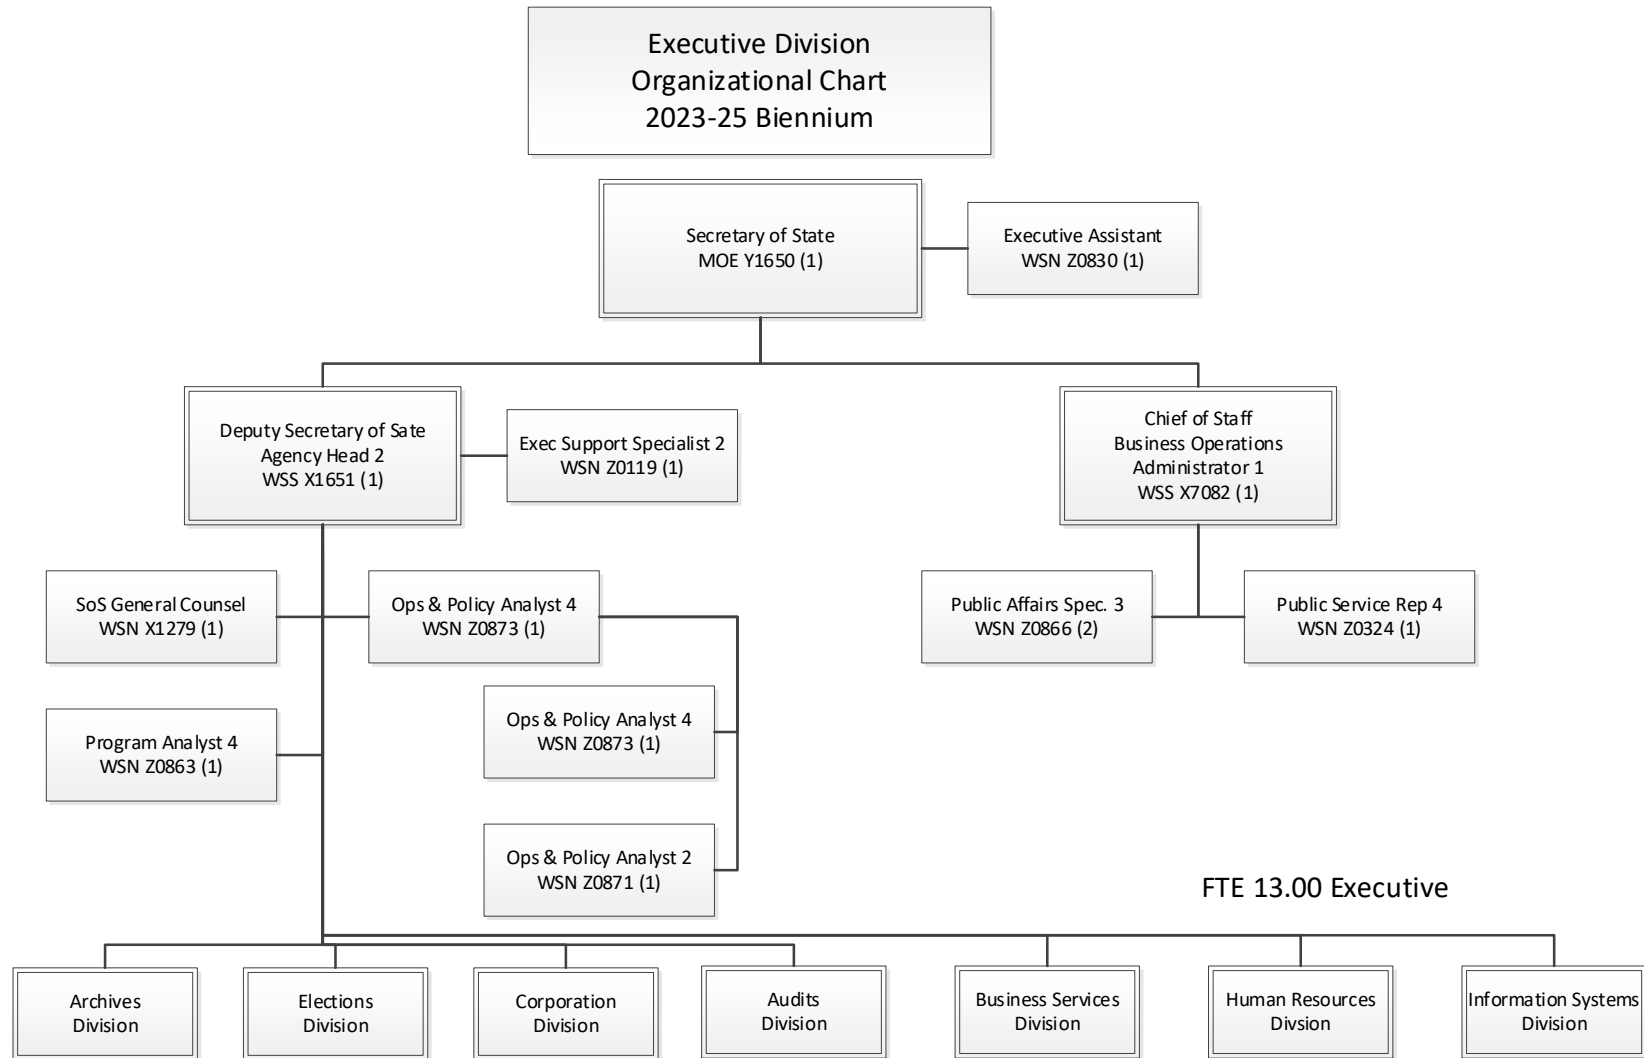 Executive Division
Organizational Chart
2023-25 Biennium
Secretary of State
MOE Y1650 (1)
Executive Assistant
WSN Z0830 (1)
Deputy Secretary of Sate
Agency Head 2
WSS X1651 (1)
Exec Support Specialist 2
WSN Z0119 (1)
Chief of Staff
Business Operations
Administrator 1
WSS X7082 (1)
SoS General Counsel
WSN X1279 (1)
Ops & Policy Analyst 4
WSN Z0873 (1)
Public Affairs Spec. 3
WSN Z0866 (2)
Public Service Rep 4
WSN Z0324 (1)
Program Analyst 4
WSN Z0863 (1)
Ops & Policy Analyst 4
WSN Z0873 (1)
Ops & Policy Analyst 2
WSN Z0871 (1)
FTE 13.00 Executive
Archives
Division
Elections
Division
Corporation
Division
Audits
Division
Business Services
Division
Human Resources
Divsion
Information Systems
Division